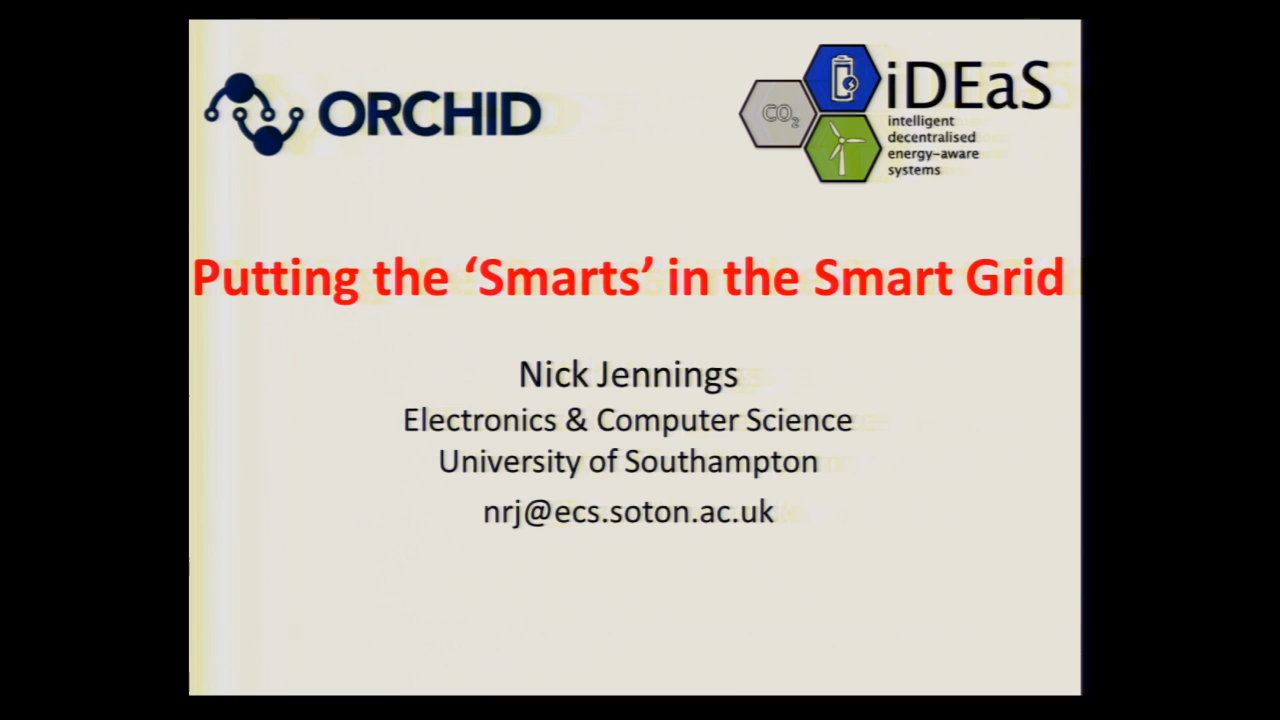 ORCHID
CO2
iDEaS
intelligent
decentralised
energy-aware
systems
Putting the ‘Smarts’ in the Smart Grid
Nick Jennings
Electronics & Computer Science
University of Southampton
nrj@ecs.soton.ac.uk